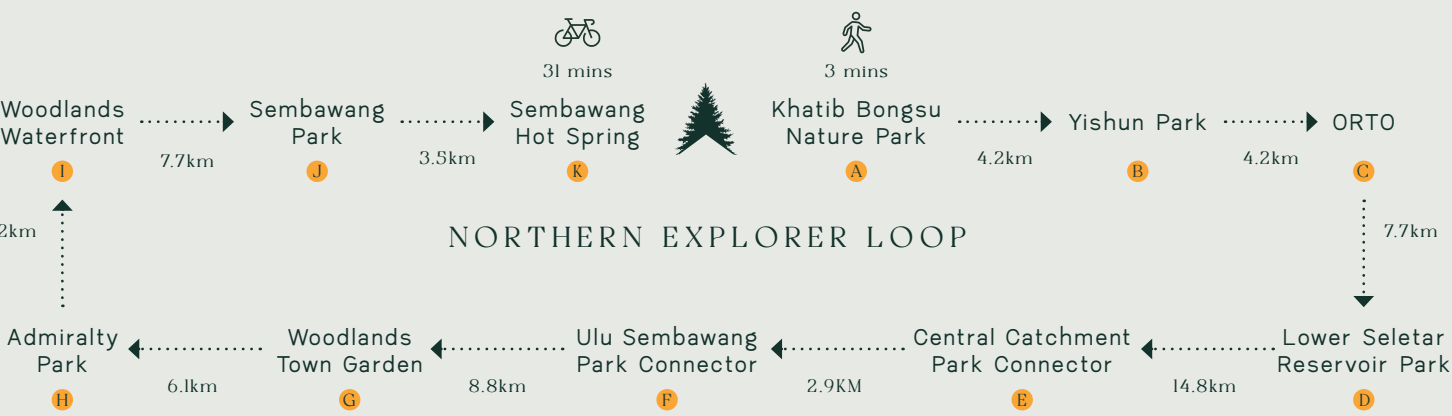 31 mins
3 mins
Woodlands
Waterfront
Sembawang
Park
Sembawang
Hot Spring
Khatib Bongsu
Nature Park
Yishun Park
ORTO
7.7km
3.5km
4.2km
4.2km
I
J
K
A
B
C
2km
NORTHERN EXPLORER LOOP
7.7km
Admiralty
Park
Woodlands
Town Garden
Ulu Sembawang
Park Connector
Central Catchment
Park Connector
Lower Seletar
Reservoir Park
6.1km
8.8km
2.9KM
14.8km
H
G
F
E
D